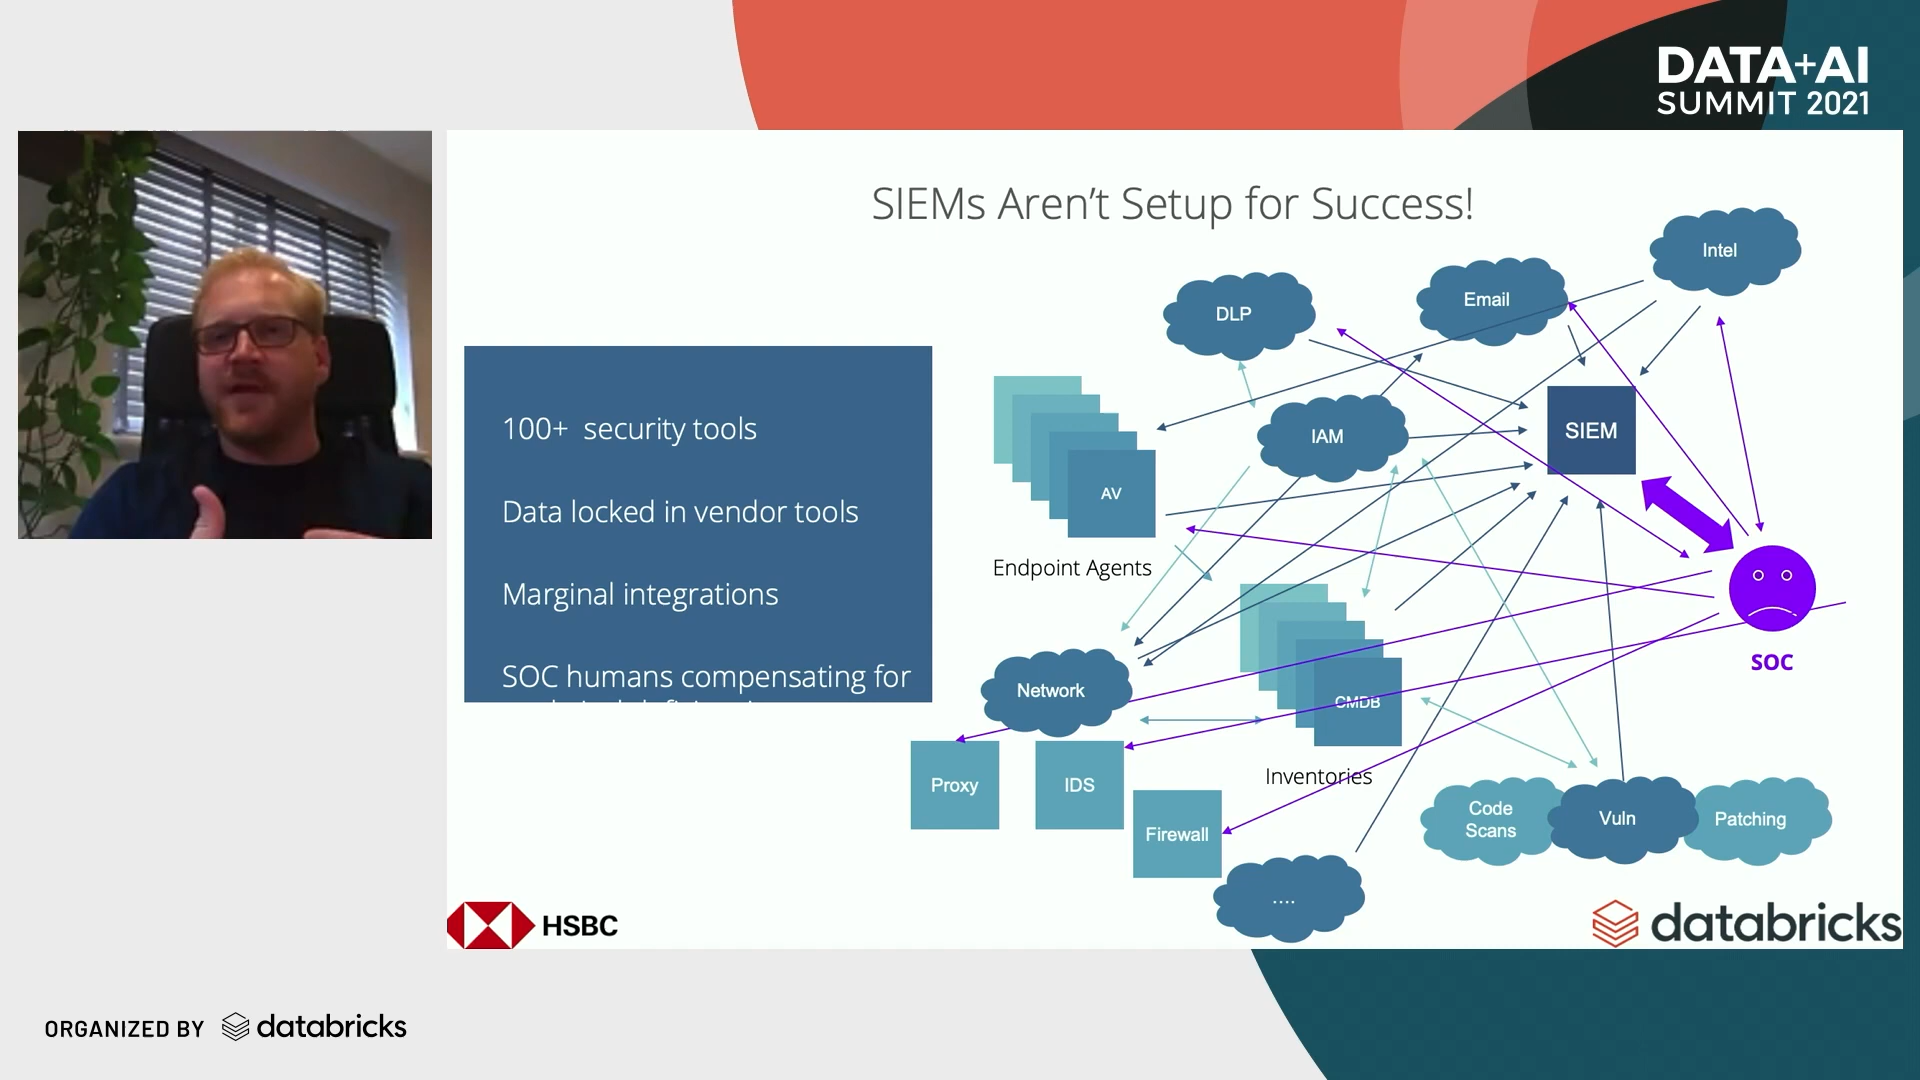 DATA+AI
SUMMIT 2021
SIEMs Aren't Setup for Success!
100+ security tools
Data locked in vendor tools
Marginal integrations
SOC humans compensating for
Intel
Email
DLP
IAM
SIEM
AV
Endpoint Agents
SOC
Network
CMDB
Inventories
Proxy
IDS
Firewall
Code
Scans
Vuln
Patching
....
HSBC
databricks
ORGANIZED BY databricks